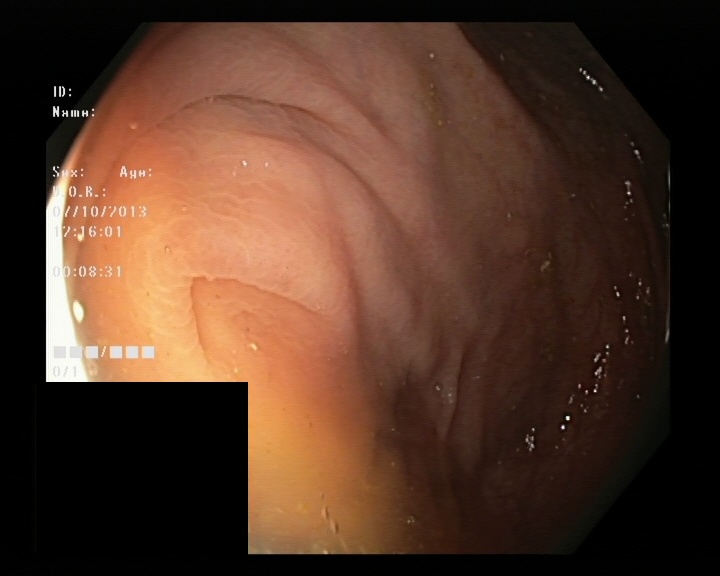 ID:
Name:
Sex: Age:
D.O.B.:
07/10/2013
12:16:01
00:08:31
■■■/■■■
0/1